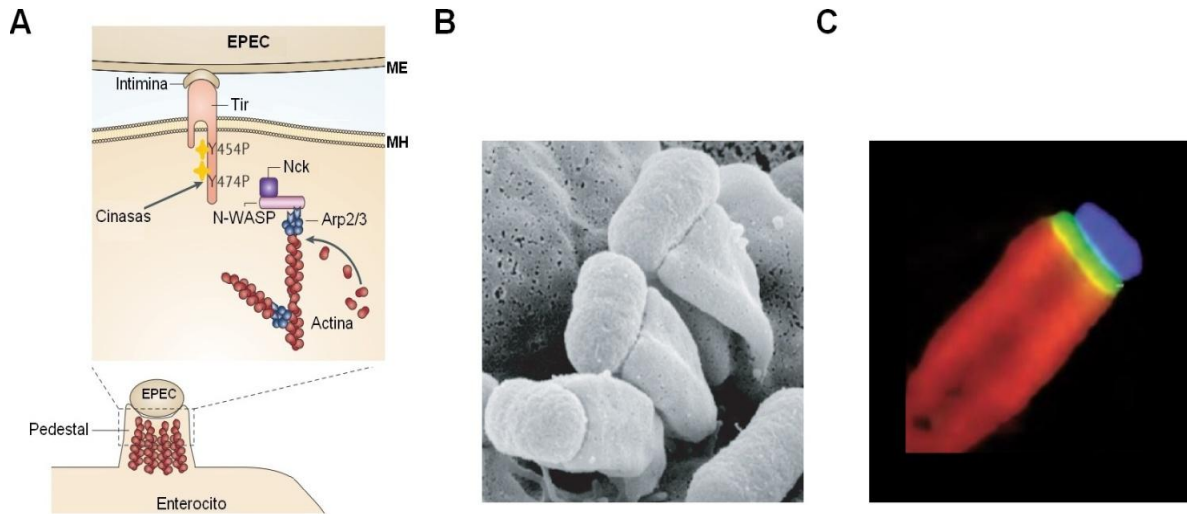 A
B
C
EPEC
ME
Intimina
Tir
MH
Y454P
Y474P
Nck
Cinasas
N-WASP
Arp2/3
Actina
EPEC
Pedestal
Enterocito